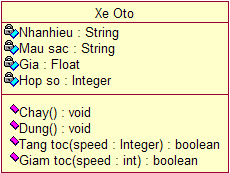 Xe Oto
Nhanhieu : String
Mau sac : String
Gia : Float
Hop so : Integer
Chay() : void
Dung() : void
Tang toc(speed : Integer) : boolean
Giam toc(speed : int) : boolean